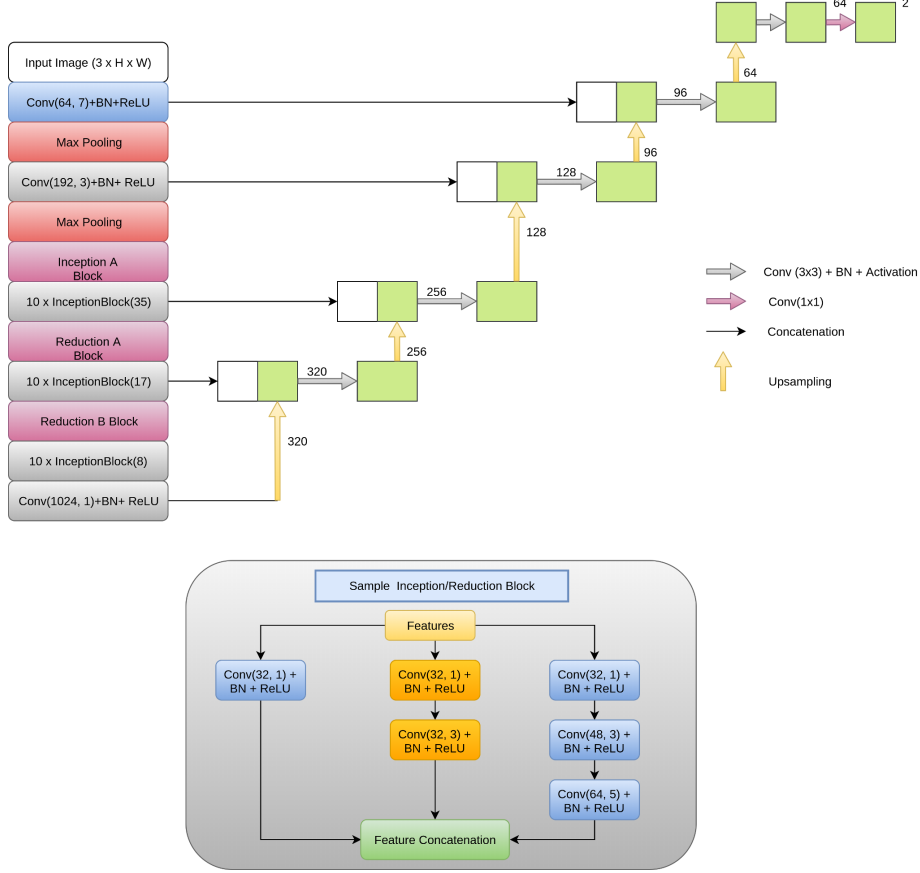 64
2
Input Image (3 x H x W)
Conv(64, 7)+BN+ReLU
Max Pooling
Conv(192, 3)+BN+ ReLU
Max Pooling
Inception A
Block
10 x InceptionBlock(35)
Reduction A
Block
10 x InceptionBlock(17)
Reduction B Block
10 x InceptionBlock(8)
Conv(1024, 1)+BN+ ReLU
64
96
96
128
128
256
256
320
320
Conv (3x3) + BN + Activation
Conv(1x1)
Concatenation
Upsampling
Sample Inception/Reduction Block
Features
Conv(32, 1) +
BN + ReLU
Conv(32, 1) +
BN + ReLU
Conv(32, 1) +
BN + ReLU
Conv(32, 3) +
BN + ReLU
Conv(48, 3) +
BN + ReLU
Conv(64, 5) +
BN + ReLU
Feature Concatenation